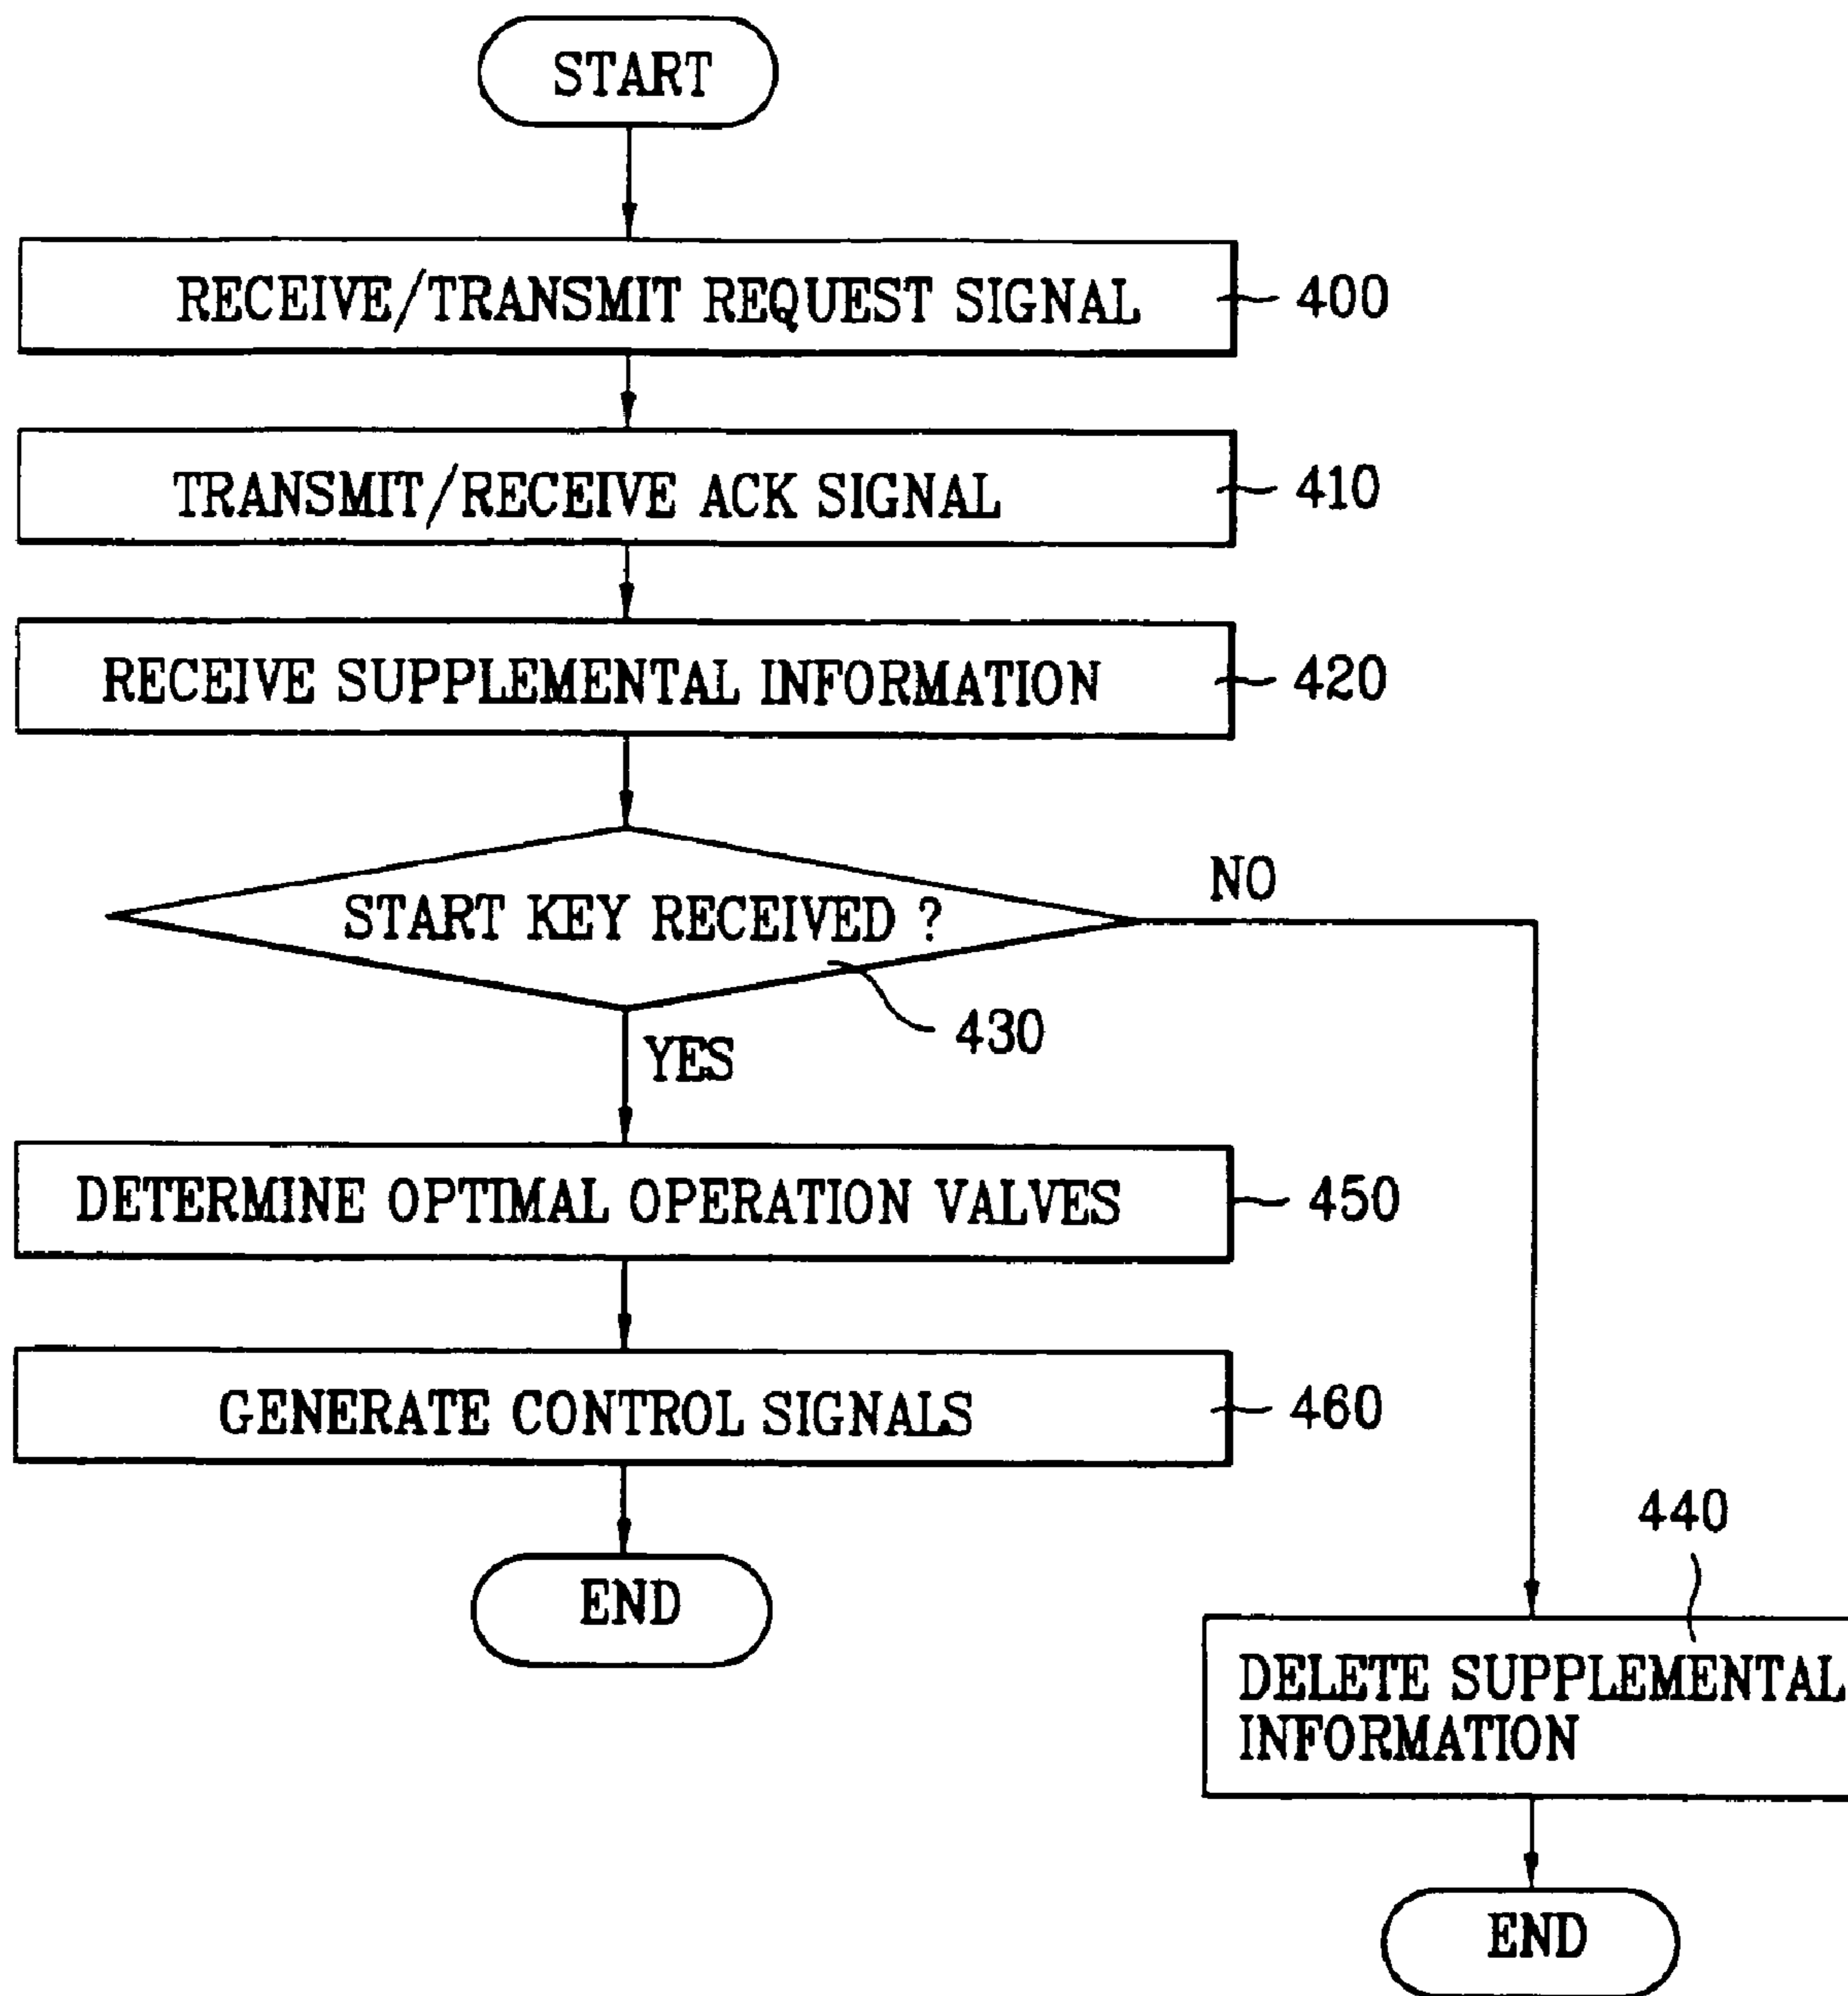 START
RECEIVE/TRANSMIT REQUEST SIGNAL
400
TRANSMIT/RECEIVE ACK SIGNAL
410
RECEIVE SUPPLEMENTAL INFORMATION
420
START KEY RECEIVED ?
NO
430
YES
DETERMINE OPTIMAL OPERATION VALVES
450
GENERATE CONTROL SIGNALS
460
END
440
DELETE SUPPLEMENTAL
INFORMATION
END